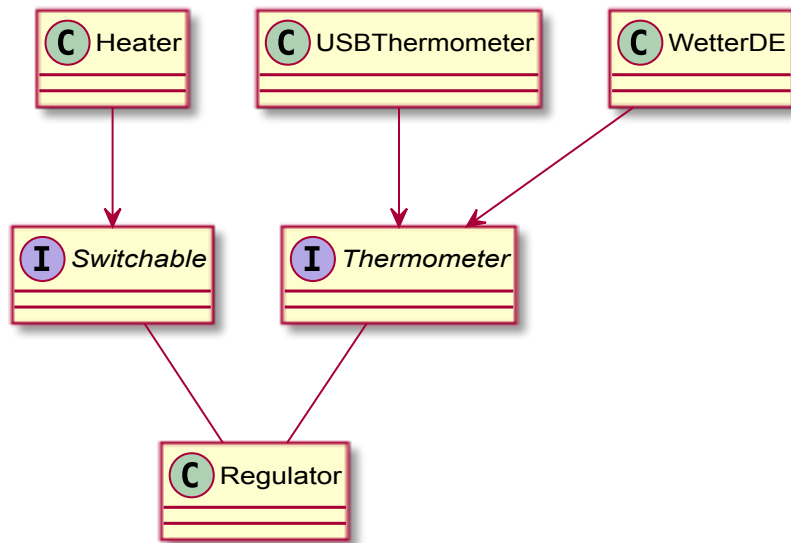 C Heater
C USBThermometer
C WetterDE
I Switchable
I Thermometer
C Regulator